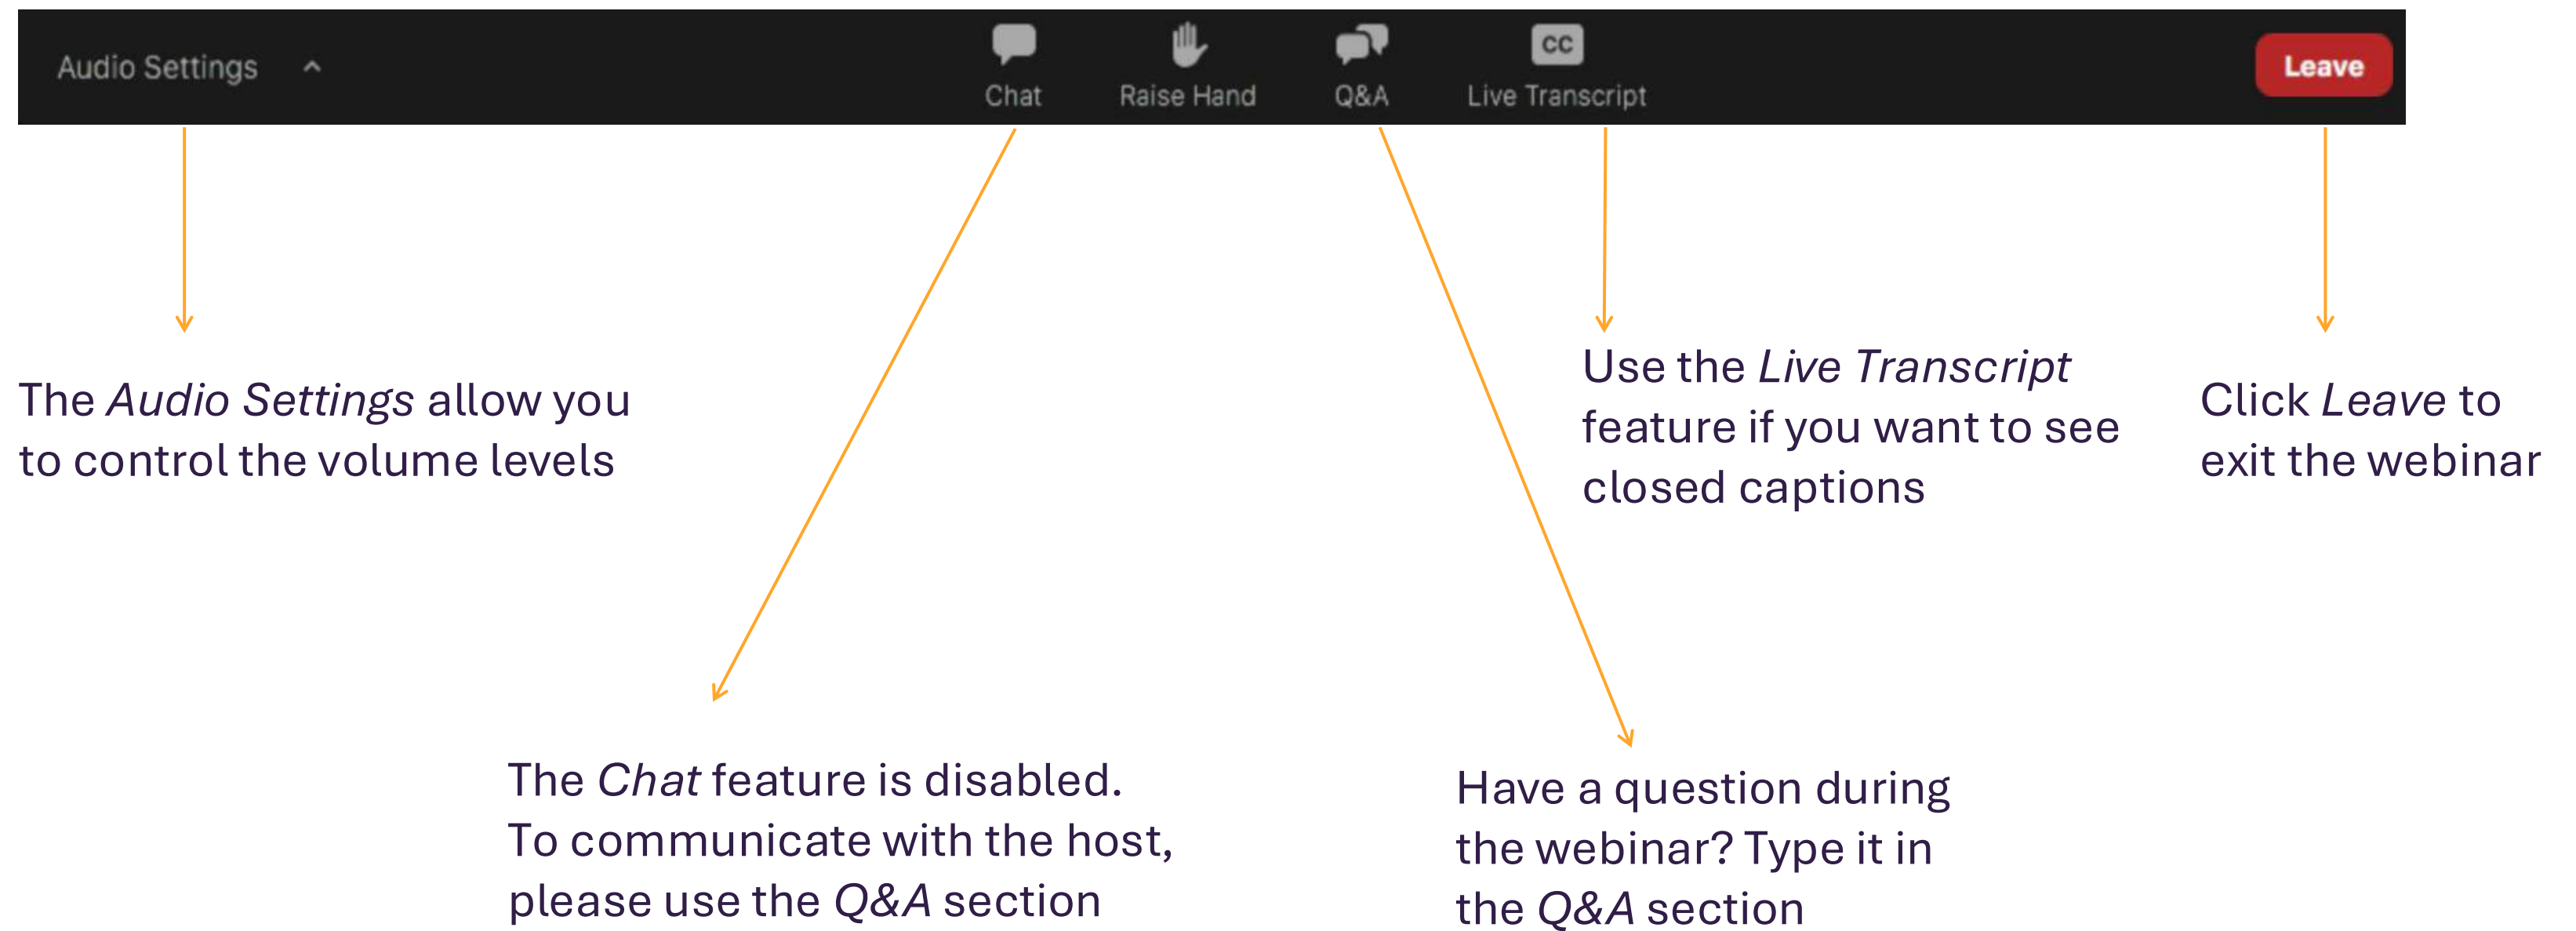 Audio Settings
CC
Chat
Raise Hand
Q&A
Live Transcript
Leave
The Audio Settings allow you
to control the volume levels
Use the Live Transcript
feature if you want to see
closed captions
Click Leave to
exit the webinar
The Chat feature is disabled.
To communicate with the host,
please use the Q&A section
Have a question during
the webinar? Type it in
the Q&A section